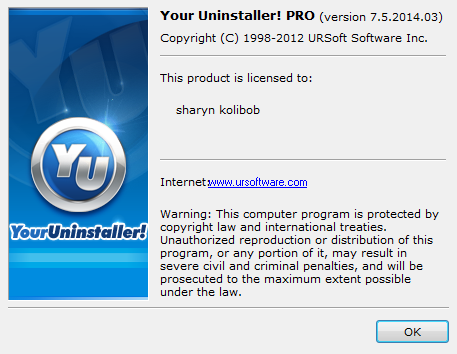 Your Uninstaller! PRO (version 7.5.2014.03)
Copyright (C) 1998-2012 URSoft Software Inc.
This product is licensed to:
sharyn kolibob
YU
YourUninstaller!
Internet:www.ursoftware.com
Warning: This computer program is protected by
copyright law and international treaties.
Unauthorized reproduction or distribution of this
program, or any portion of it, may result in
severe civil and criminal penalties, and will be
prosecuted to the maximum extent possible
under the law.
OK